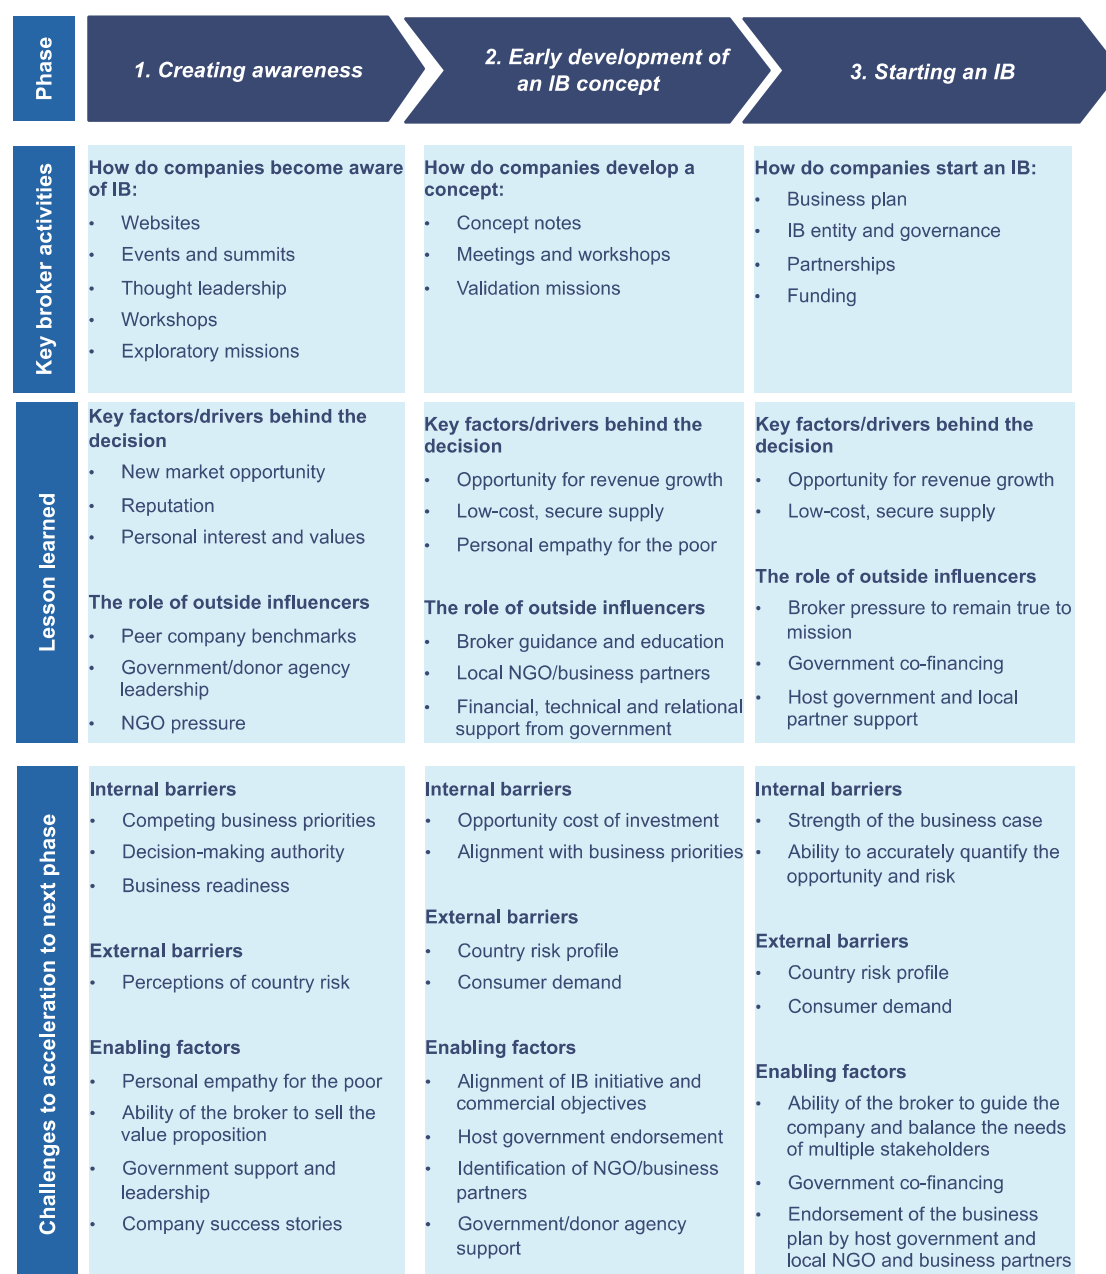 Phase
1. Creating awareness
2. Early development of
an IB concept
3. Starting an IB
Key broker activities
How do companies become aware
of IB:
• Websites
• Events and summits
• Thought leadership
• Workshops
• Exploratory missions
How do companies develop a
concept:
• Concept notes
• Meetings and workshops
• Validation missions
How do companies start an IB:
• Business plan
• IB entity and governance
• Partnerships
• Funding
Lesson learned
Key factors/drivers behind the
decision
• New market opportunity
• Reputation
• Personal interest and values
The role of outside influencers
• Peer company benchmarks
• Government/donor agency
leadership
• NGO pressure
Key factors/drivers behind the
decision
• Opportunity for revenue growth
• Low-cost, secure supply
• Personal empathy for the poor
The role of outside influencers
• Broker guidance and education
• Local NGO/business partners
• Financial, technical and relational
support from government
Key factors/drivers behind the
decision
• Opportunity for revenue growth
• Low-cost, secure supply
The role of outside influencers
• Broker pressure to remain true to
mission
• Government co-financing
• Host government and local
partner support
Challenges to acceleration to next phase
Internal barriers
• Competing business priorities
• Decision-making authority
• Business readiness
External barriers
• Perceptions of country risk
Enabling factors
• Personal empathy for the poor
• Ability of the broker to sell the
value proposition
• Government support and
leadership
• Company success stories
Internal barriers
• Opportunity cost of investment
• Alignment with business priorities
External barriers
• Country risk profile
• Consumer demand
Enabling factors
• Alignment of IB initiative and
commercial objectives
• Host government endorsement
• Identification of NGO/business
partners
• Government/donor agency
support
Internal barriers
• Strength of the business case
• Ability to accurately quantify the
opportunity and risk
External barriers
• Country risk profile
• Consumer demand
Enabling factors
• Ability of the broker to guide the
company and balance the needs
of multiple stakeholders
• Government co-financing
• Endorsement of the business
plan by host government and
local NGO and business partners